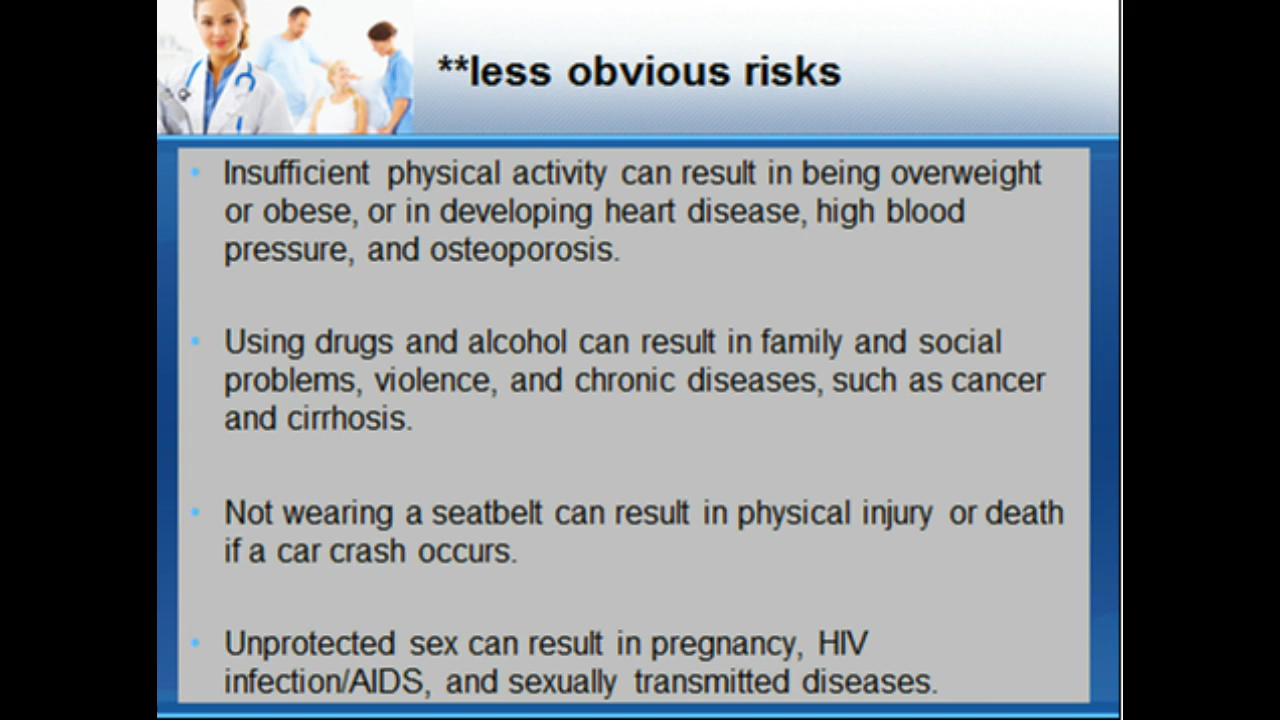 **less obvious risks
• Insufficient physical activity can result in being overweight
or obese, or in developing heart disease, high blood
pressure, and osteoporosis.
• Using drugs and alcohol can result in family and social
problems, violence, and chronic diseases, such as cancer
and cirrhosis.
• Not wearing a seatbelt can result in physical injury or death
if a car crash occurs.
• Unprotected sex can result in pregnancy, HIV
infection/AIDS, and sexually transmitted diseases.